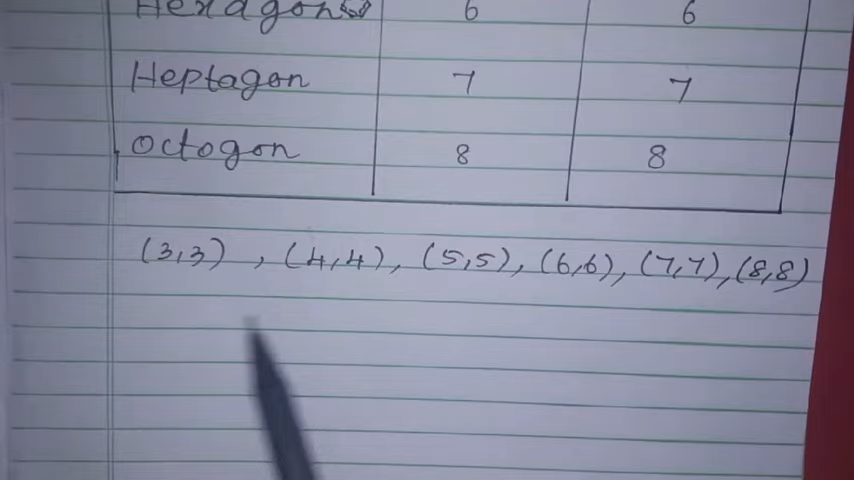 Hexagon 6 6
Heptagon 7 7
Octogon 8 8
(3,3) , (4,4), (5,5), (6,6), (7,7), (8,8)